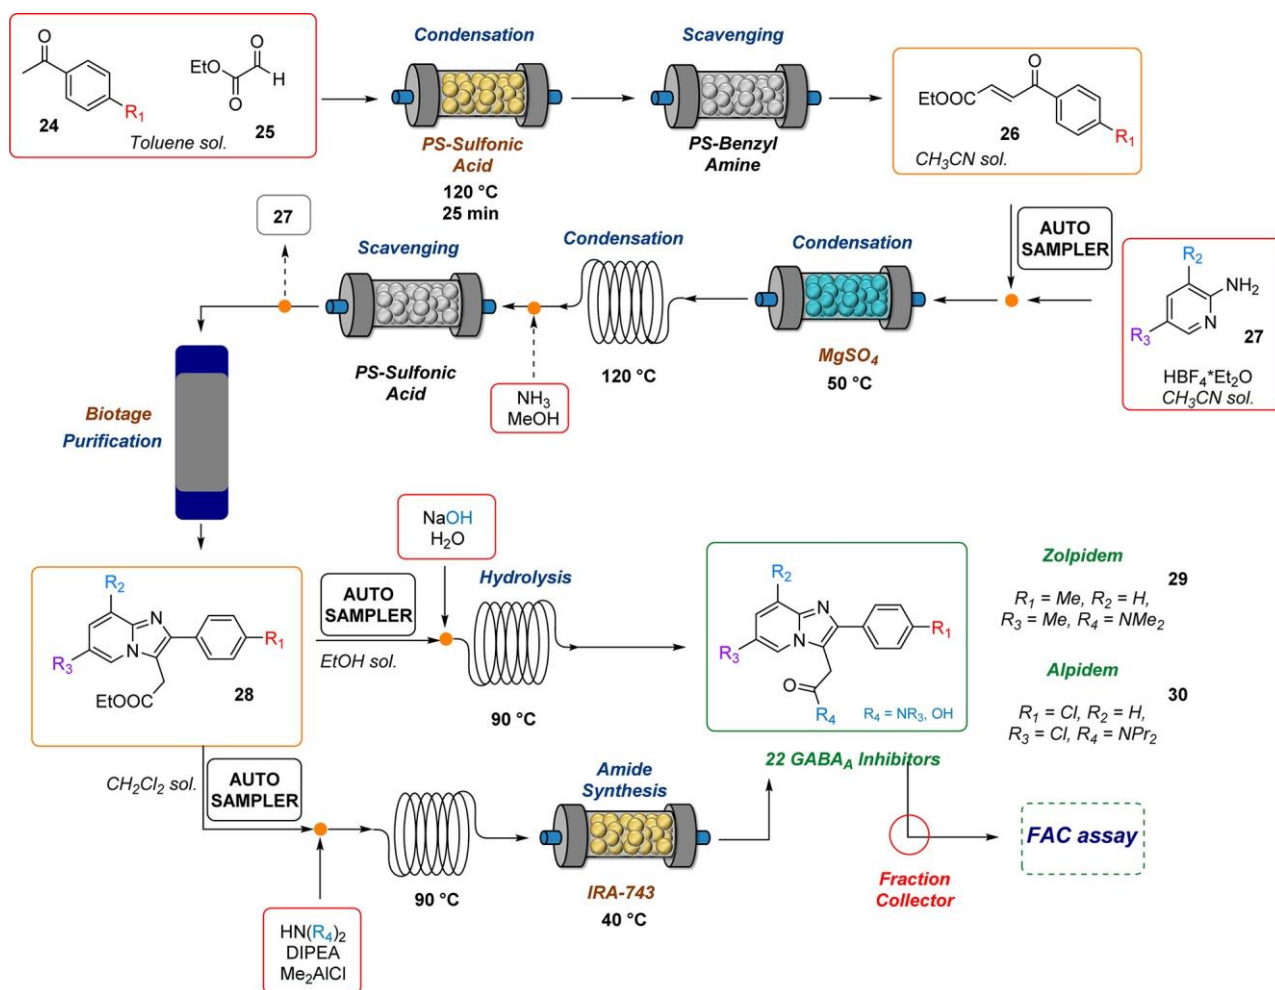 Condensation
Scavenging
O
24
R1
EtO
O
O
H
25
Toluene sol.
PS-Sulfonic
Acid
120 °C
25 min
PS-Benzyl
Amine
EtOOC
O
26
R1
CH3CN sol.
27
Scavenging
Condensation
Condensation
AUTO
SAMPLER
R2
NH2
N
R3
27
HBF4*Et2O
CH3CN sol.
PS-Sulfonic
Acid
120 °C
MgSO4
50 °C
NH3
MeOH
Biotage
Purification
NaOH
H2O
Hydrolysis
AUTO
SAMPLER
EtOH sol.
90 °C
R2
N
N
R1
R3
EtOOC
28
R2
N
N
R1
R3
O
R4
R4 = NR3, OH
22 GABAA Inhibitors
Zolpidem
29
R1 = Me, R2 = H,
R3 = Me, R4 = NMe2
Alpidem
30
R1 = Cl, R2 = H,
R3 = Cl, R4 = NPr2
CH2Cl2 sol.
AUTO
SAMPLER
90 °C
Amide
Synthesis
IRA-743
40 °C
HN(R4)2
DIPEA
Me2AlCl
Fraction
Collector
FAC assay